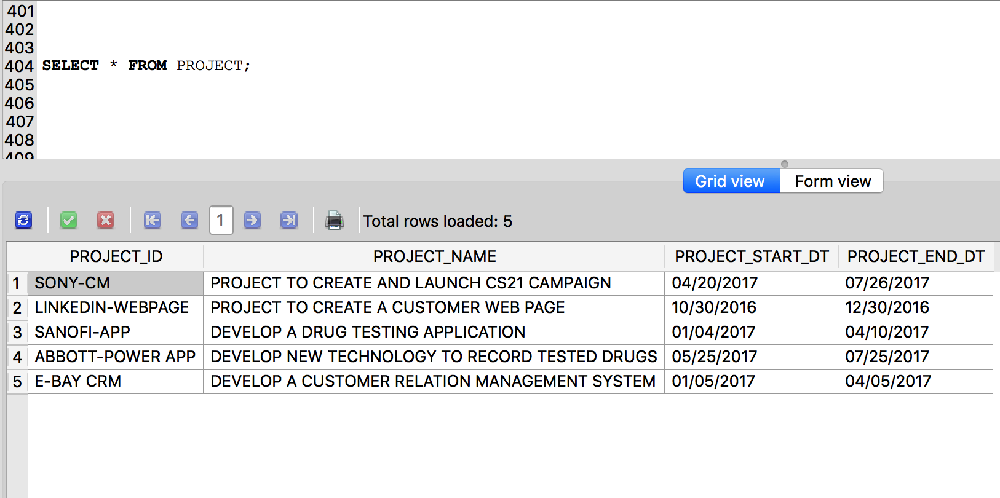 401
402
403
404 SELECT * FROM PROJECT;
405
406
407
408
409
Grid view Form view
1 Total rows loaded: 5
PROJECT_ID PROJECT_NAME PROJECT_START_DT PROJECT_END_DT
1 SONY-CM PROJECT TO CREATE AND LAUNCH CS21 CAMPAIGN 04/20/2017 07/26/2017
2 LINKEDIN-WEBPAGE PROJECT TO CREATE A CUSTOMER WEB PAGE 10/30/2016 12/30/2016
3 SANOFI-APP DEVELOP A DRUG TESTING APPLICATION 01/04/2017 04/10/2017
4 ABBOTT-POWER APP DEVELOP NEW TECHNOLOGY TO RECORD TESTED DRUGS 05/25/2017 07/25/2017
5 E-BAY CRM DEVELOP A CUSTOMER RELATION MANAGEMENT SYSTEM 01/05/2017 04/05/2017